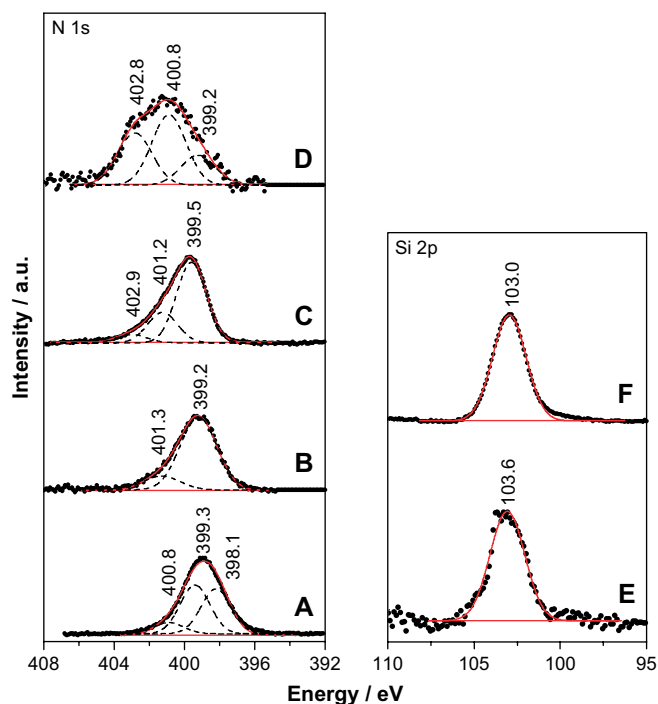 N 1s
402.8
400.8
399.2
D
399.5
401.2
402.9
C
399.2
401.3
B
399.3
400.8
398.1
A
408 404 400 396 392
Intensity / a.u.
Si 2p
103.0
F
103.6
E
110 105 100 95
Energy / eV